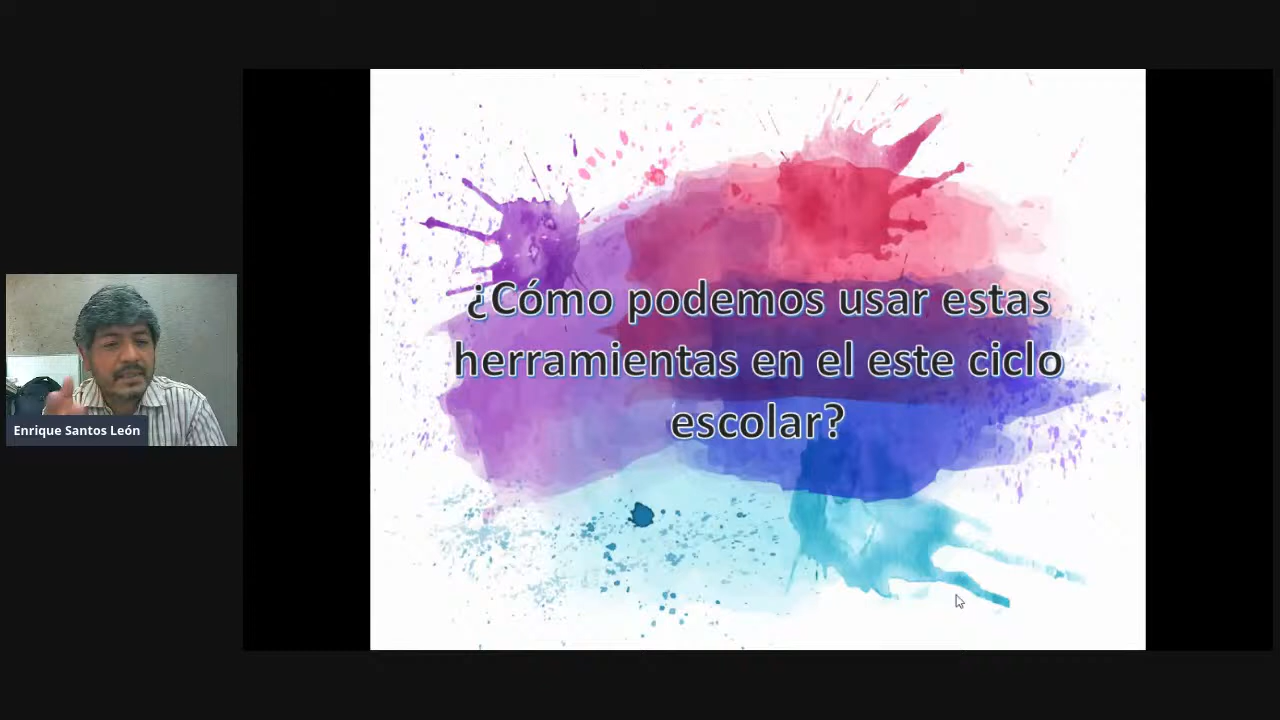 Enrique Santos León
¿Cómo podemos usar estas
herramientas en el este ciclo
escolar?